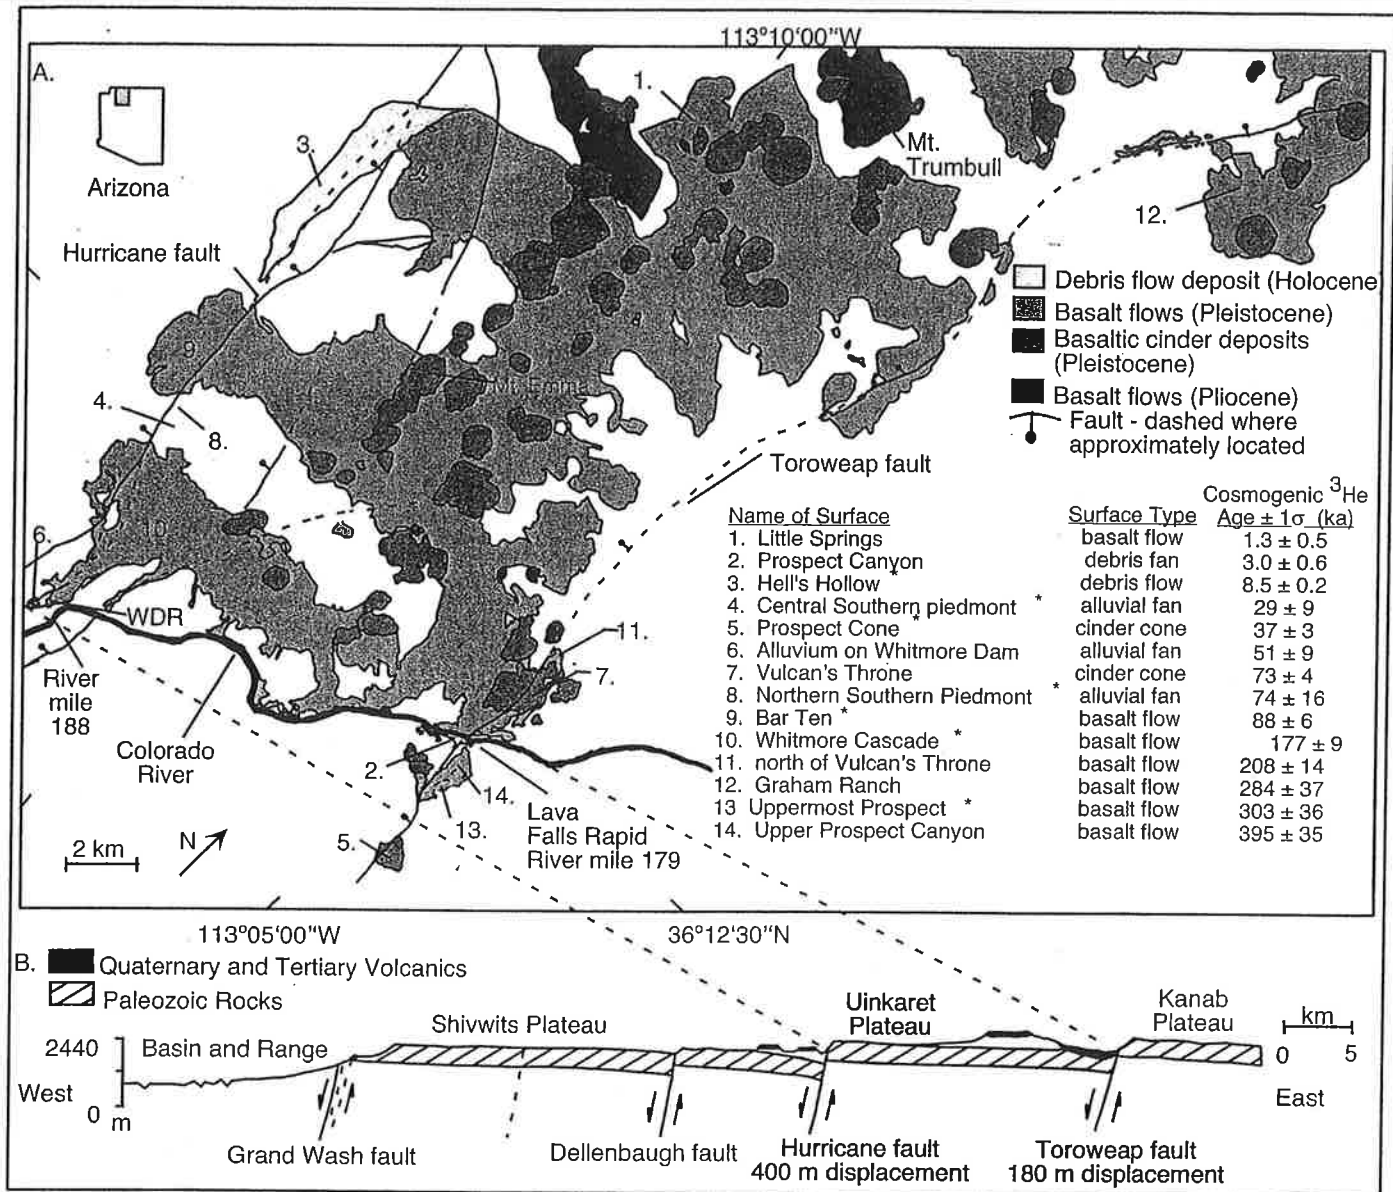 113°10'00"W
A.
1.
Mt.
Trumbull
3.
Arizona
12.
Hurricane fault
Debris flow deposit (Holocene
Basalt flows (Pleistocene)
Basaltic cinder deposits
(Pleistocene)
Basalt flows (Pliocene)
Fault - dashed where
approximately located
9
Mt. Emma
4.
8.
Toroweap fault
10
6.
WDR
River
mile
188
Colorado
River
11.
7.
2.
14.
13.
5.
Lava
Falls Rapid
River mile 179
2 km
N
Cosmogenic ³He
Name of Surface Surface Type Age ± 1σ (ka)
1. Little Springs basalt flow 1.3 ± 0.5
2. Prospect Canyon debris fan 3.0 ± 0.6
3. Hell's Hollow * debris flow 8.5 ± 0.2
4. Central Southern piedmont * alluvial fan 29 ± 9
5. Prospect Cone * cinder cone 37 ± 3
6. Alluvium on Whitmore Dam alluvial fan 51 ± 9
7. Vulcan's Throne cinder cone 73 ± 4
8. Northern Southern Piedmont * alluvial fan 74 ± 16
9. Bar Ten * basalt flow 88 ± 6
10. Whitmore Cascade * basalt flow 177 ± 9
11. north of Vulcan's Throne basalt flow 208 ± 14
12. Graham Ranch basalt flow 284 ± 37
13 Uppermost Prospect * basalt flow 303 ± 36
14. Upper Prospect Canyon basalt flow 395 ± 35
113°05'00"W
36°12'30"N
B.
Quaternary and Tertiary Volcanics
Paleozoic Rocks
Shivwits Plateau
Uinkaret
Plateau
Kanab
Plateau
km
0 5
2440
Basin and Range
West
0 m
East
Grand Wash fault
Dellenbaugh fault
Hurricane fault
400 m displacement
Toroweap fault
180 m displacement